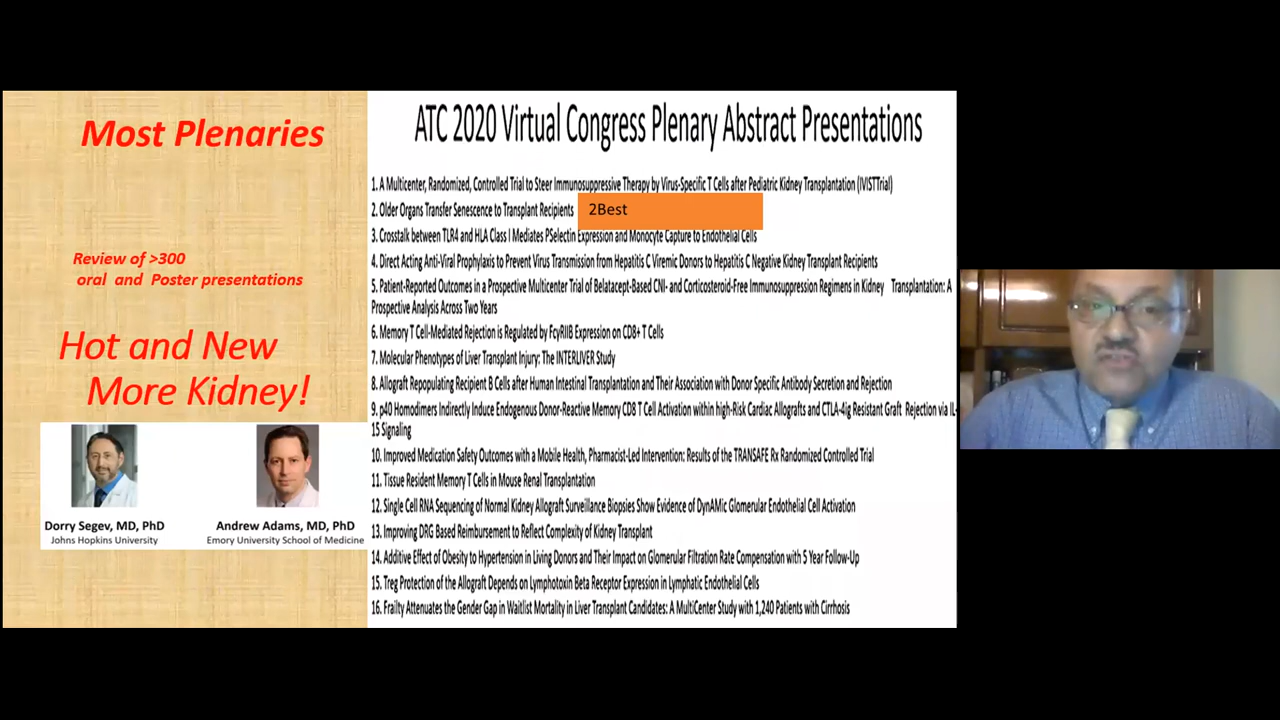 Most Plenaries
Review of >300
oral and Poster presentations
Hot and New
More Kidney!
Dorry Segev, MD, PhD
Johns Hopkins University
Andrew Adams, MD, PhD
Emory University School of Medicine
ATC 2020 Virtual Congress Plenary Abstract Presentations
1. A Multicenter, Randomized, Controlled Trial to Steer Immunosuppressive Therapy by Virus-Specific T Cells after Pediatric Kidney Transplantation (IVISTTrial)
2. Older Organs Transfer Senescence to Transplant Recipients
2Best
3. Crosstalk between TLR4 and HLA Class I Mediates PSelectin Expression and Monocyte Capture to Endothelial Cells
4. Direct Acting Anti-Viral Prophylaxis to Prevent Virus Transmission from Hepatitis C Viremic Donors to Hepatitis C Negative Kidney Transplant Recipients
5. Patient-Reported Outcomes in a Prospective Multicenter Trial of Belatacept-Based CNI- and Corticosteroid-Free Immunosuppression Regimens in Kidney Transplantation: A
Prospective Analysis Across Two Years
6. Memory T Cell-Mediated Rejection is Regulated by FcγRIIB Expression on CD8+ T Cells
7. Molecular Phenotypes of Liver Transplant Injury: The INTERLIVER Study
8. Allograft Repopulating Recipient B Cells after Human Intestinal Transplantation and Their Association with Donor Specific Antibody Secretion and Rejection
9. p40 Homodimers Indirectly Induce Endogenous Donor-Reactive Memory CD8 T Cell Activation within high-Risk Cardiac Allografts and CTLA-4ig Resistant Graft Rejection via IL-
15 Signaling
10. Improved Medication Safety Outcomes with a Mobile Health, Pharmacist-Led Intervention: Results of the TRANSAFE Rx Randomized Controlled Trial
11. Tissue Resident Memory T Cells in Mouse Renal Transplantation
12. Single Cell RNA Sequencing of Normal Kidney Allograft Surveillance Biopsies Show Evidence of DynAMic Glomerular Endothelial Cell Activation
13. Improving DRG Based Reimbursement to Reflect Complexity of Kidney Transplant
14. Additive Effect of Obesity to Hypertension in Living Donors and Their Impact on Glomerular Filtration Rate Compensation with 5 Year Follow-Up
15. Treg Protection of the Allograft Depends on Lymphotoxin Beta Receptor Expression in Lymphatic Endothelial Cells
16. Frailty Attenuates the Gender Gap in Waitlist Mortality in Liver Transplant Candidates: A MultiCenter Study with 1,240 Patients with Cirrhosis